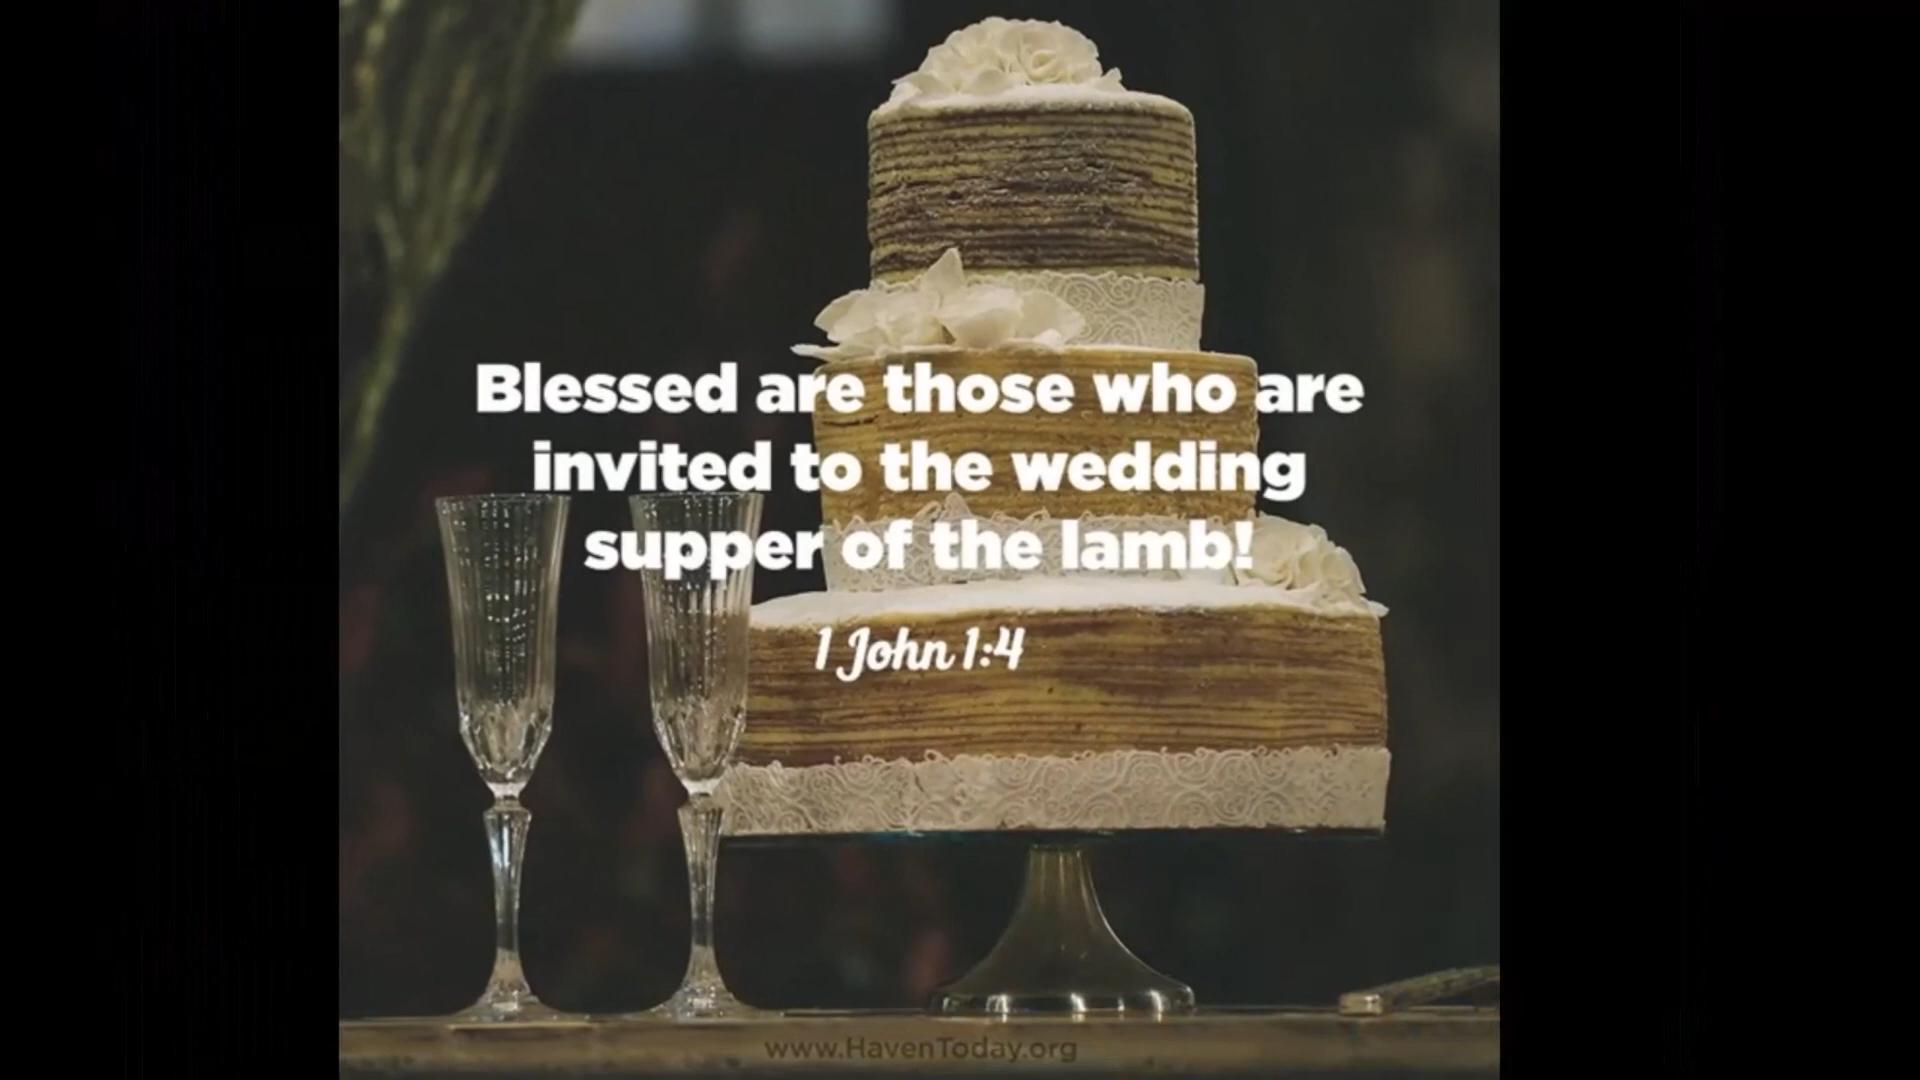 Blessed are those who are
invited to the wedding
supper of the lamb!
1 John 1:4
www.HavenToday.org